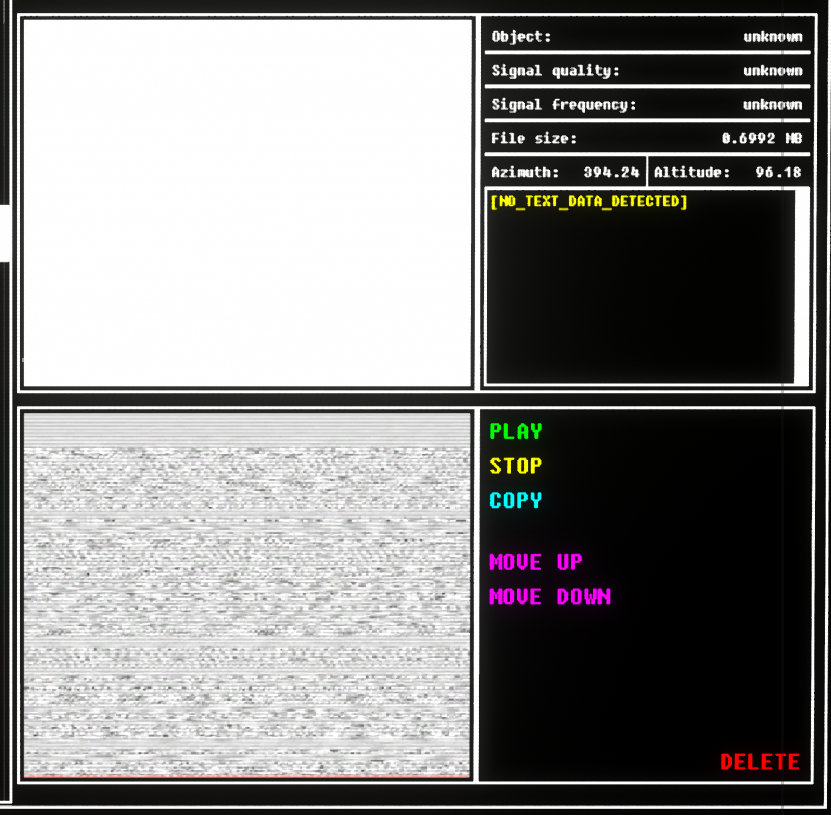 Object: unknown
Signal quality: unknown
Signal frequency: unknown
File size: 0.6992 MB
Azimuth: 394.24 Altitude: 96.18
[NO_TEXT_DATA_DETECTED]
PLAY
STOP
COPY
MOVE UP
MOVE DOWN
DELETE